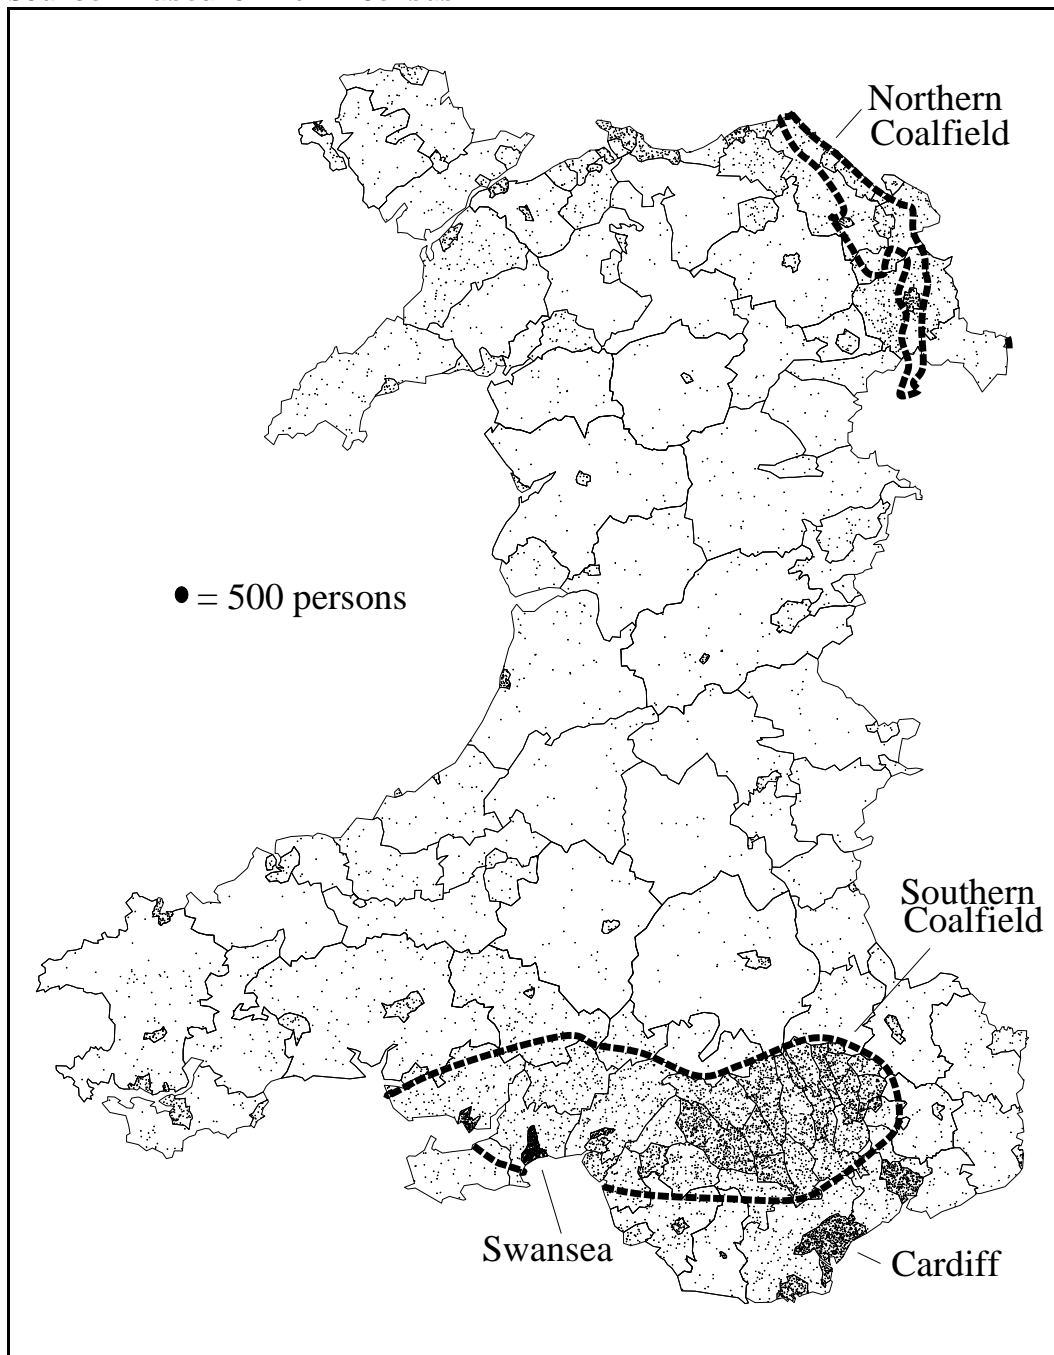 Northern
Coalfield
= 500 persons
Southern
Coalfield
Swansea
Cardiff